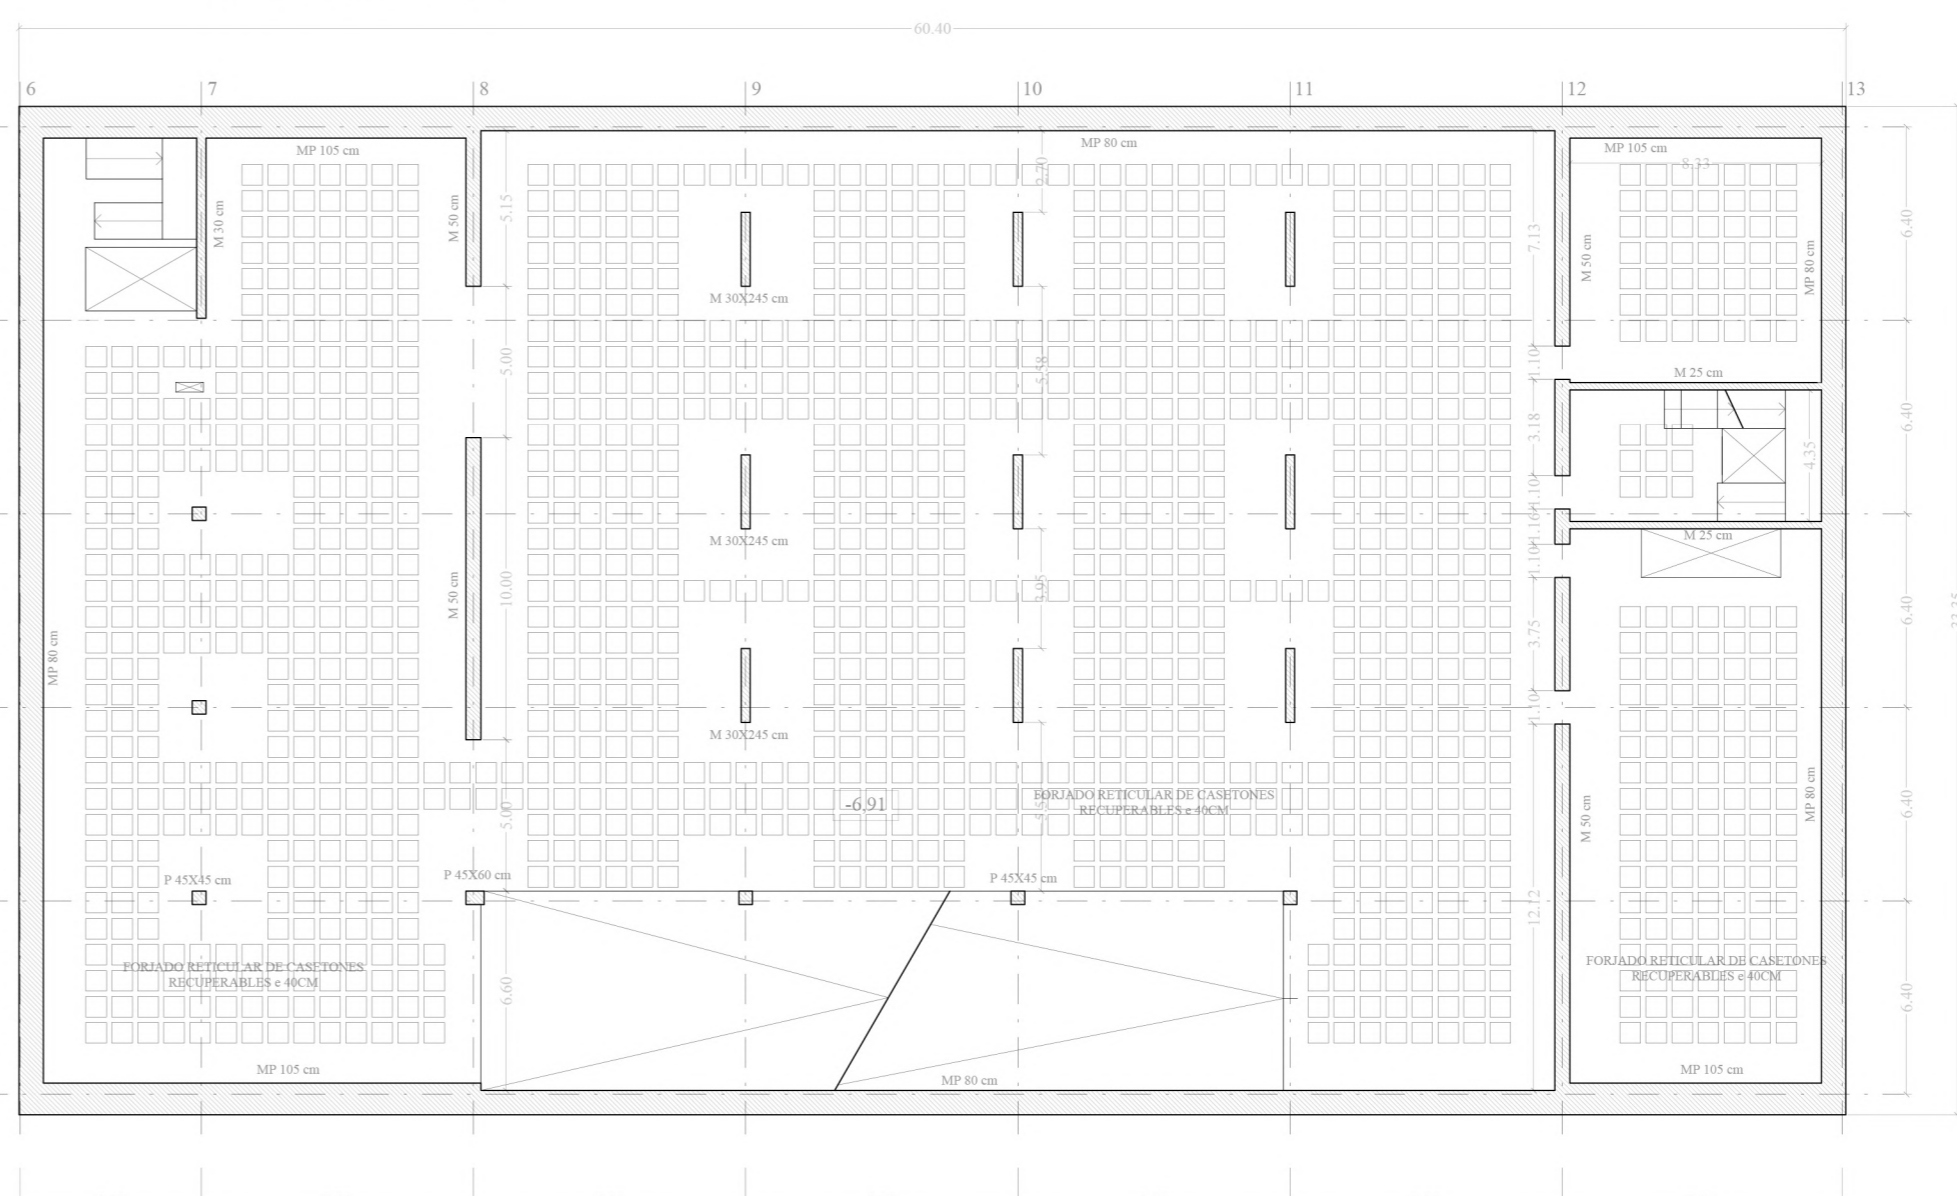 60.40
6 7 8 9 10 11 12 13
MP 105 cm
MP 80 cm
MP 105 cm
8.33
2.70
M 30 cm
M 50 cm
5.15
7.13
M 50 cm
MP 80 cm
6.40
M 30X245 cm
5.00
5.58
1.10
M 25 cm
3.18
4.35
6.40
1.10
1.16
M 30X245 cm
M 25 cm
1.10
MP 80 cm
M 50 cm
10.00
3.95
3.75
6.40
1.10
M 30X245 cm
-6,91
FORJADO RETICULAR DE CASETONES
RECUPERABLES e 40CM
5.00
M 50 cm
MP 80 cm
6.40
P 45X45 cm
P 45X60 cm
P 45X45 cm
12.12
FORJADO RETICULAR DE CASETONES
RECUPERABLES e 40CM
6.60
FORJADO RETICULAR DE CASETONES
RECUPERABLES e 40CM
6.40
MP 105 cm
MP 80 cm
MP 105 cm